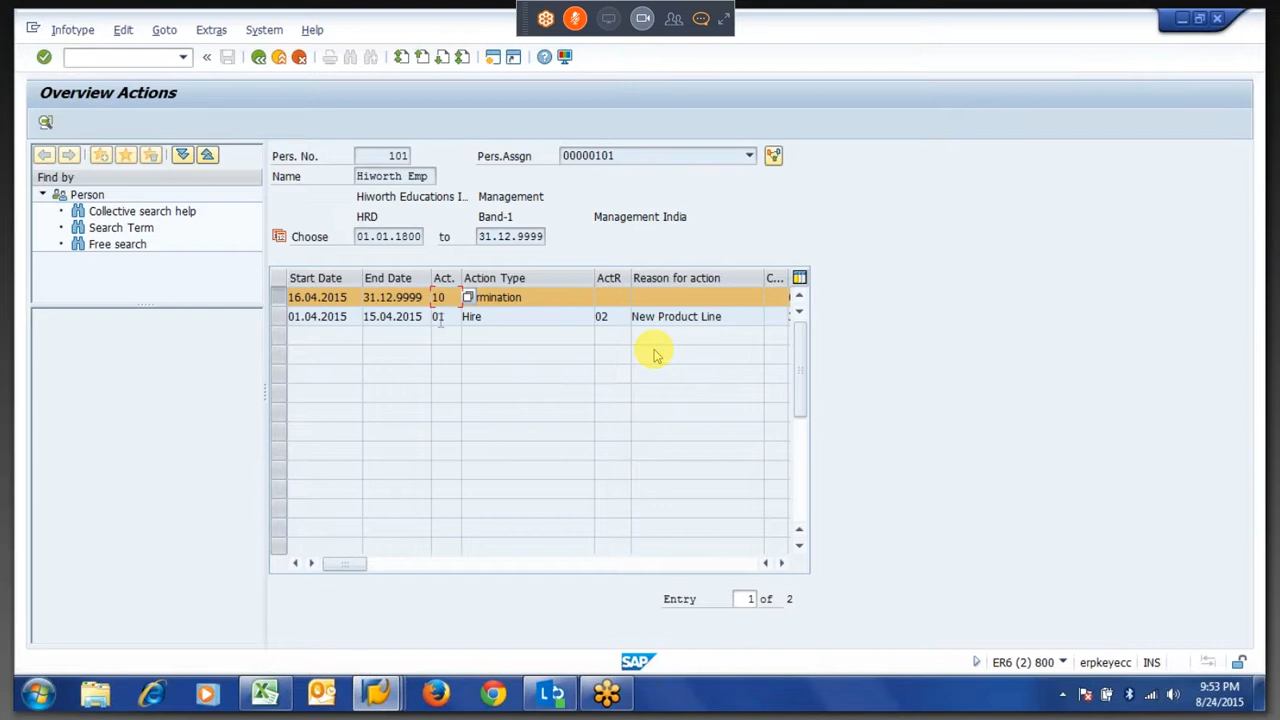 Infotype Edit Goto Extras System Help
Overview Actions
Find by
Person
Collective search help
Search Term
Free search
Pers. No. 101 Pers.Assgn 00000101
Name Hiworth Emp
Hiworth Educations I... Management
HRD Band-1 Management India
Choose 01.01.1800 to 31.12.9999
Start Date End Date Act. Action Type ActR Reason for action C...
16.04.2015 31.12.9999 10 rmination
01.04.2015 15.04.2015 01 Hire 02 New Product Line
Entry 1 of 2
SAP ER6 (2) 800 erpkeyecc INS
9:53 PM
8/24/2015